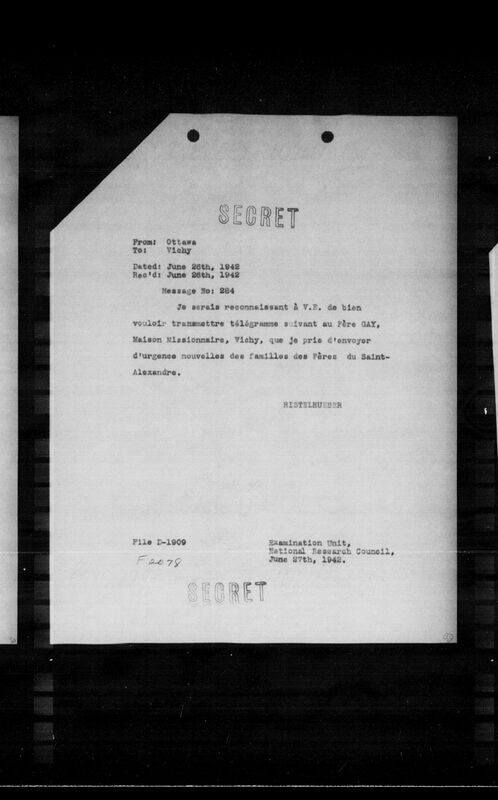 SECRET
From: Ottawa
To: Vichy
Dated: June 26th, 1942
Rec'd: June 26th, 1942
Message No: 284
Je serais reconnaissant à V.E. de bien
vouloir transmettre télégramme suivant au Père GAY,
Maison Missionnaire, Vichy, que je prie d'envoyer
d'urgence nouvelles des familles des Pères du Saint-
Alexandre.
RISTELHUEBER
File D-1909
Examination Unit,
National Research Council,
June 27th, 1942.
F 2078
SECRET